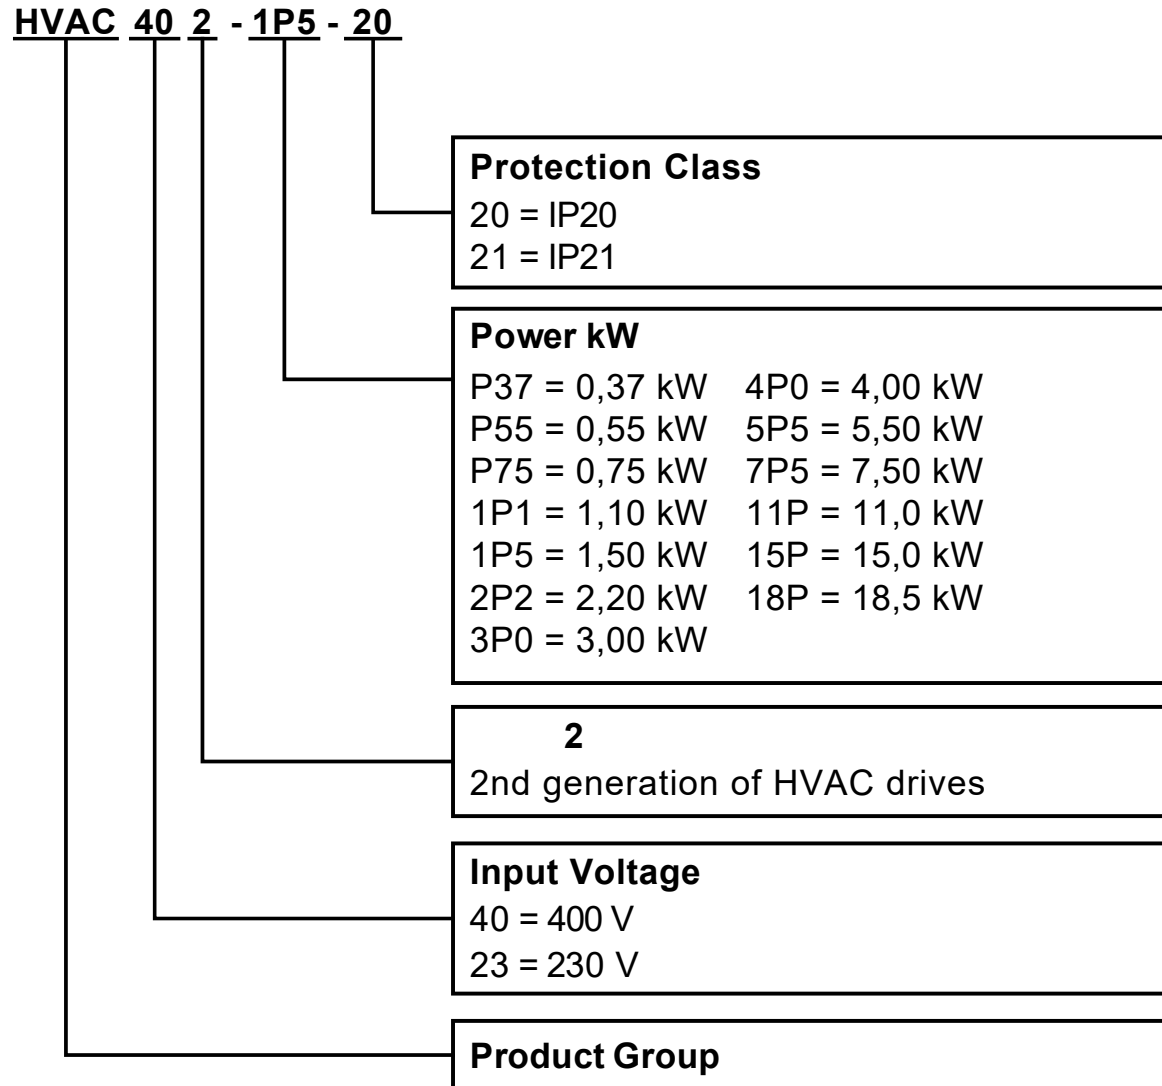 HVAC 40 2 - 1P5 - 20
Protection Class
20 = IP20
21 = IP21
Power kW
P37 = 0,37 kW 4P0 = 4,00 kW
P55 = 0,55 kW 5P5 = 5,50 kW
P75 = 0,75 kW 7P5 = 7,50 kW
1P1 = 1,10 kW 11P = 11,0 kW
1P5 = 1,50 kW 15P = 15,0 kW
2P2 = 2,20 kW 18P = 18,5 kW
3P0 = 3,00 kW
2
2nd generation of HVAC drives
Input Voltage
40 = 400 V
23 = 230 V
Product Group